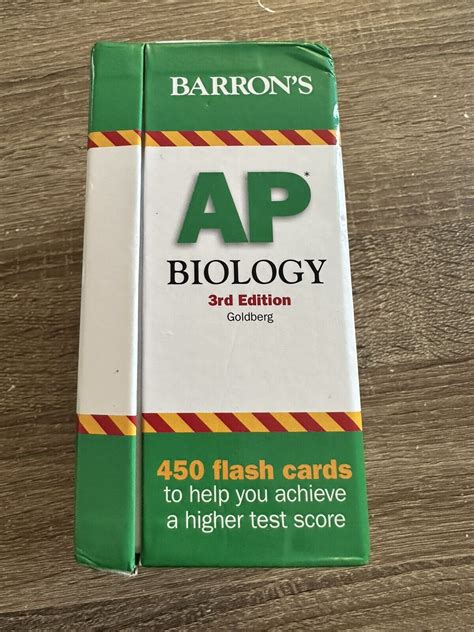 BARRON'S
AP*
BIOLOGY
3rd Edition
Goldberg
450 flash cards
to help you achieve
a higher test score